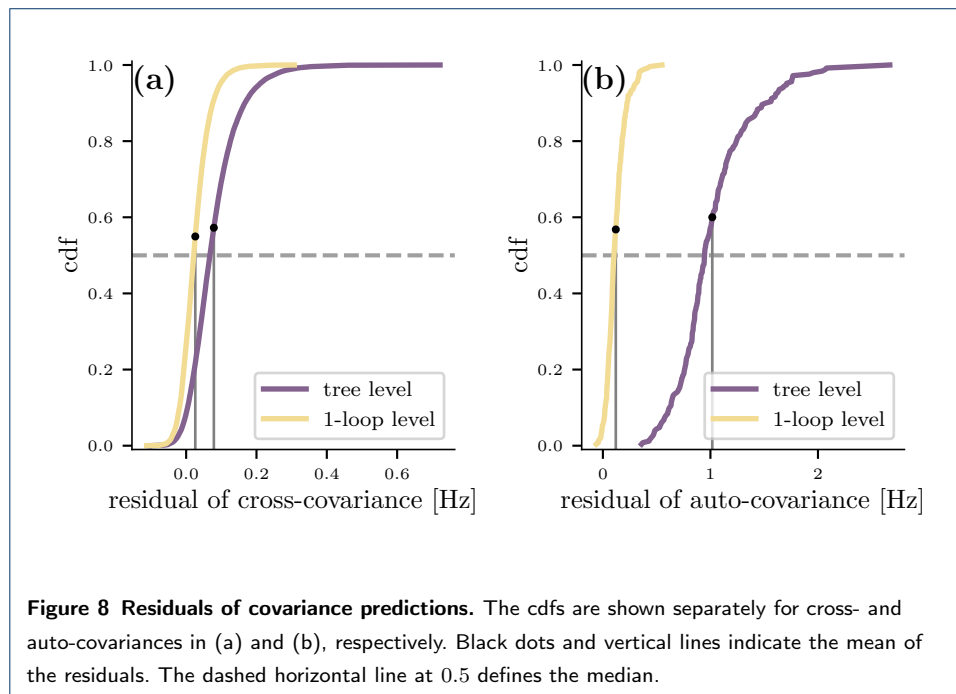 (a)
1.0
0.8
0.6
0.4
0.2
0.0
cdf
tree level
1-loop level
0.0 0.2 0.4 0.6
residual of cross-covariance [Hz]
(b)
1.0
0.8
0.6
0.4
0.2
0.0
cdf
tree level
1-loop level
0 1 2
residual of auto-covariance [Hz]
Figure 8 Residuals of covariance predictions. The cdfs are shown separately for cross- and
auto-covariances in (a) and (b), respectively. Black dots and vertical lines indicate the mean of
the residuals. The dashed horizontal line at 0.5 defines the median.